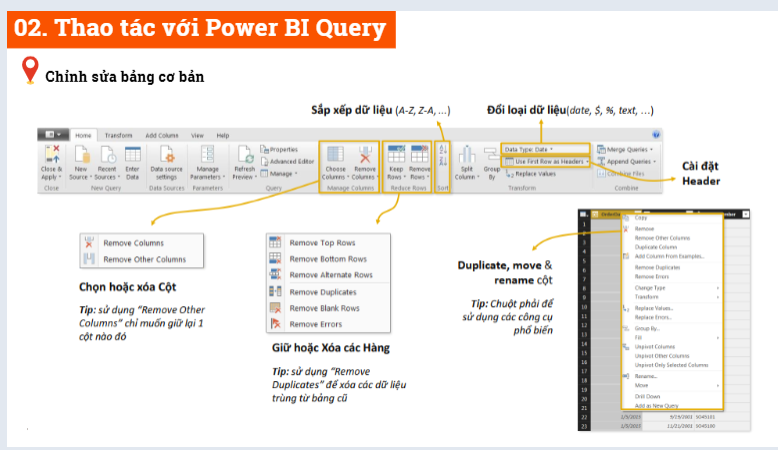 02. Thao tác với Power BI Query
Chỉnh sửa bảng cơ bản
Sắp xếp dữ liệu (A-Z, Z-A, ...)
Đổi loại dữ liệu(date, $, %, text, ...)
Home Transform Add Column View Help
Close & Apply
New Source
Recent Sources
Enter Data
Data source settings
Manage Parameters
Refresh Preview
Properties
Advanced Editor
Manage
Choose Columns
Remove Columns
Keep Rows
Remove Rows
Split Column
Group By
Data Type: Date
Use First Row as Headers
Replace Values
Merge Queries
Append Queries
Combine Files
Close
New Query
Data Sources
Parameters
Query
Manage Columns
Reduce Rows
Sort
Transform
Combine
Cài đặt
Header
Remove Columns
Remove Other Columns
Chọn hoặc xóa Cột
Tip: sử dụng “Remove Other
Columns” chỉ muốn giữ lại 1
cột nào đó
Remove Top Rows
Remove Bottom Rows
Remove Alternate Rows
Remove Duplicates
Remove Blank Rows
Remove Errors
Giữ hoặc Xóa các Hàng
Tip: sử dụng “Remove
Duplicates” để xóa các dữ liệu
trùng từ bảng cũ
Duplicate, move &
rename cột
Tip: Chuột phải để
sử dụng các công cụ
phổ biến
Copy
Remove
Remove Other Columns
Duplicate Column
Add Column From Examples...
Remove Duplicates
Remove Errors
Change Type
Transform
Replace Values...
Replace Errors...
Group By...
Fill
Unpivot Columns
Unpivot Other Columns
Unpivot Only Selected Columns
Rename...
Move
Drill Down
Add as New Query